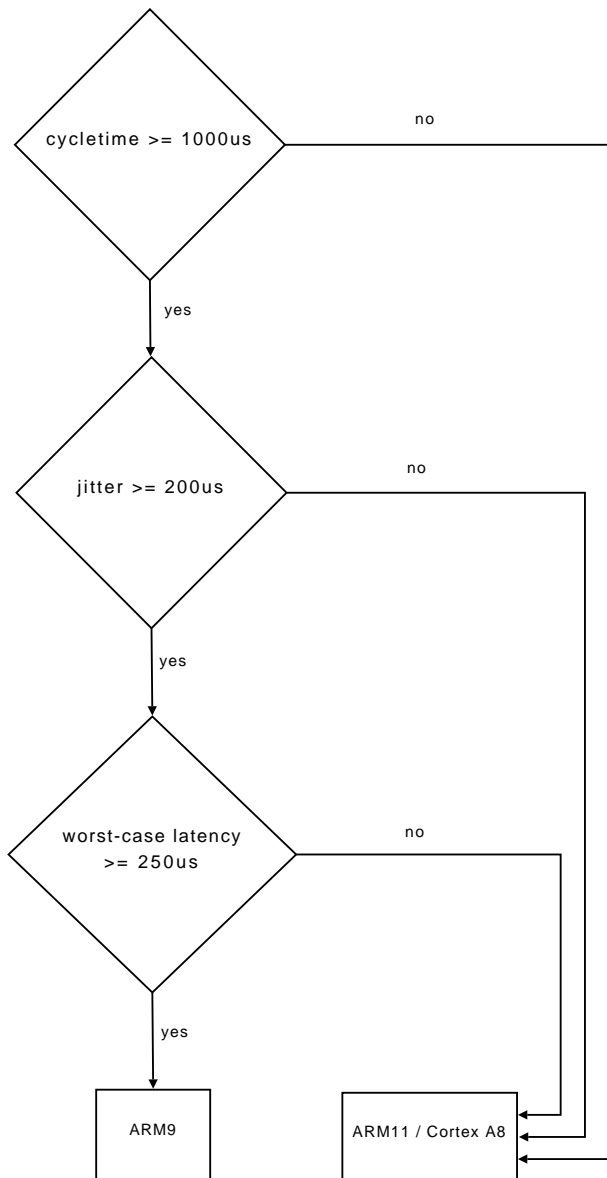 cycletime >= 1000us
no
yes
jitter >= 200us
no
yes
worst-case latency
>= 250us
no
yes
ARM9
ARM11 / Cortex A8